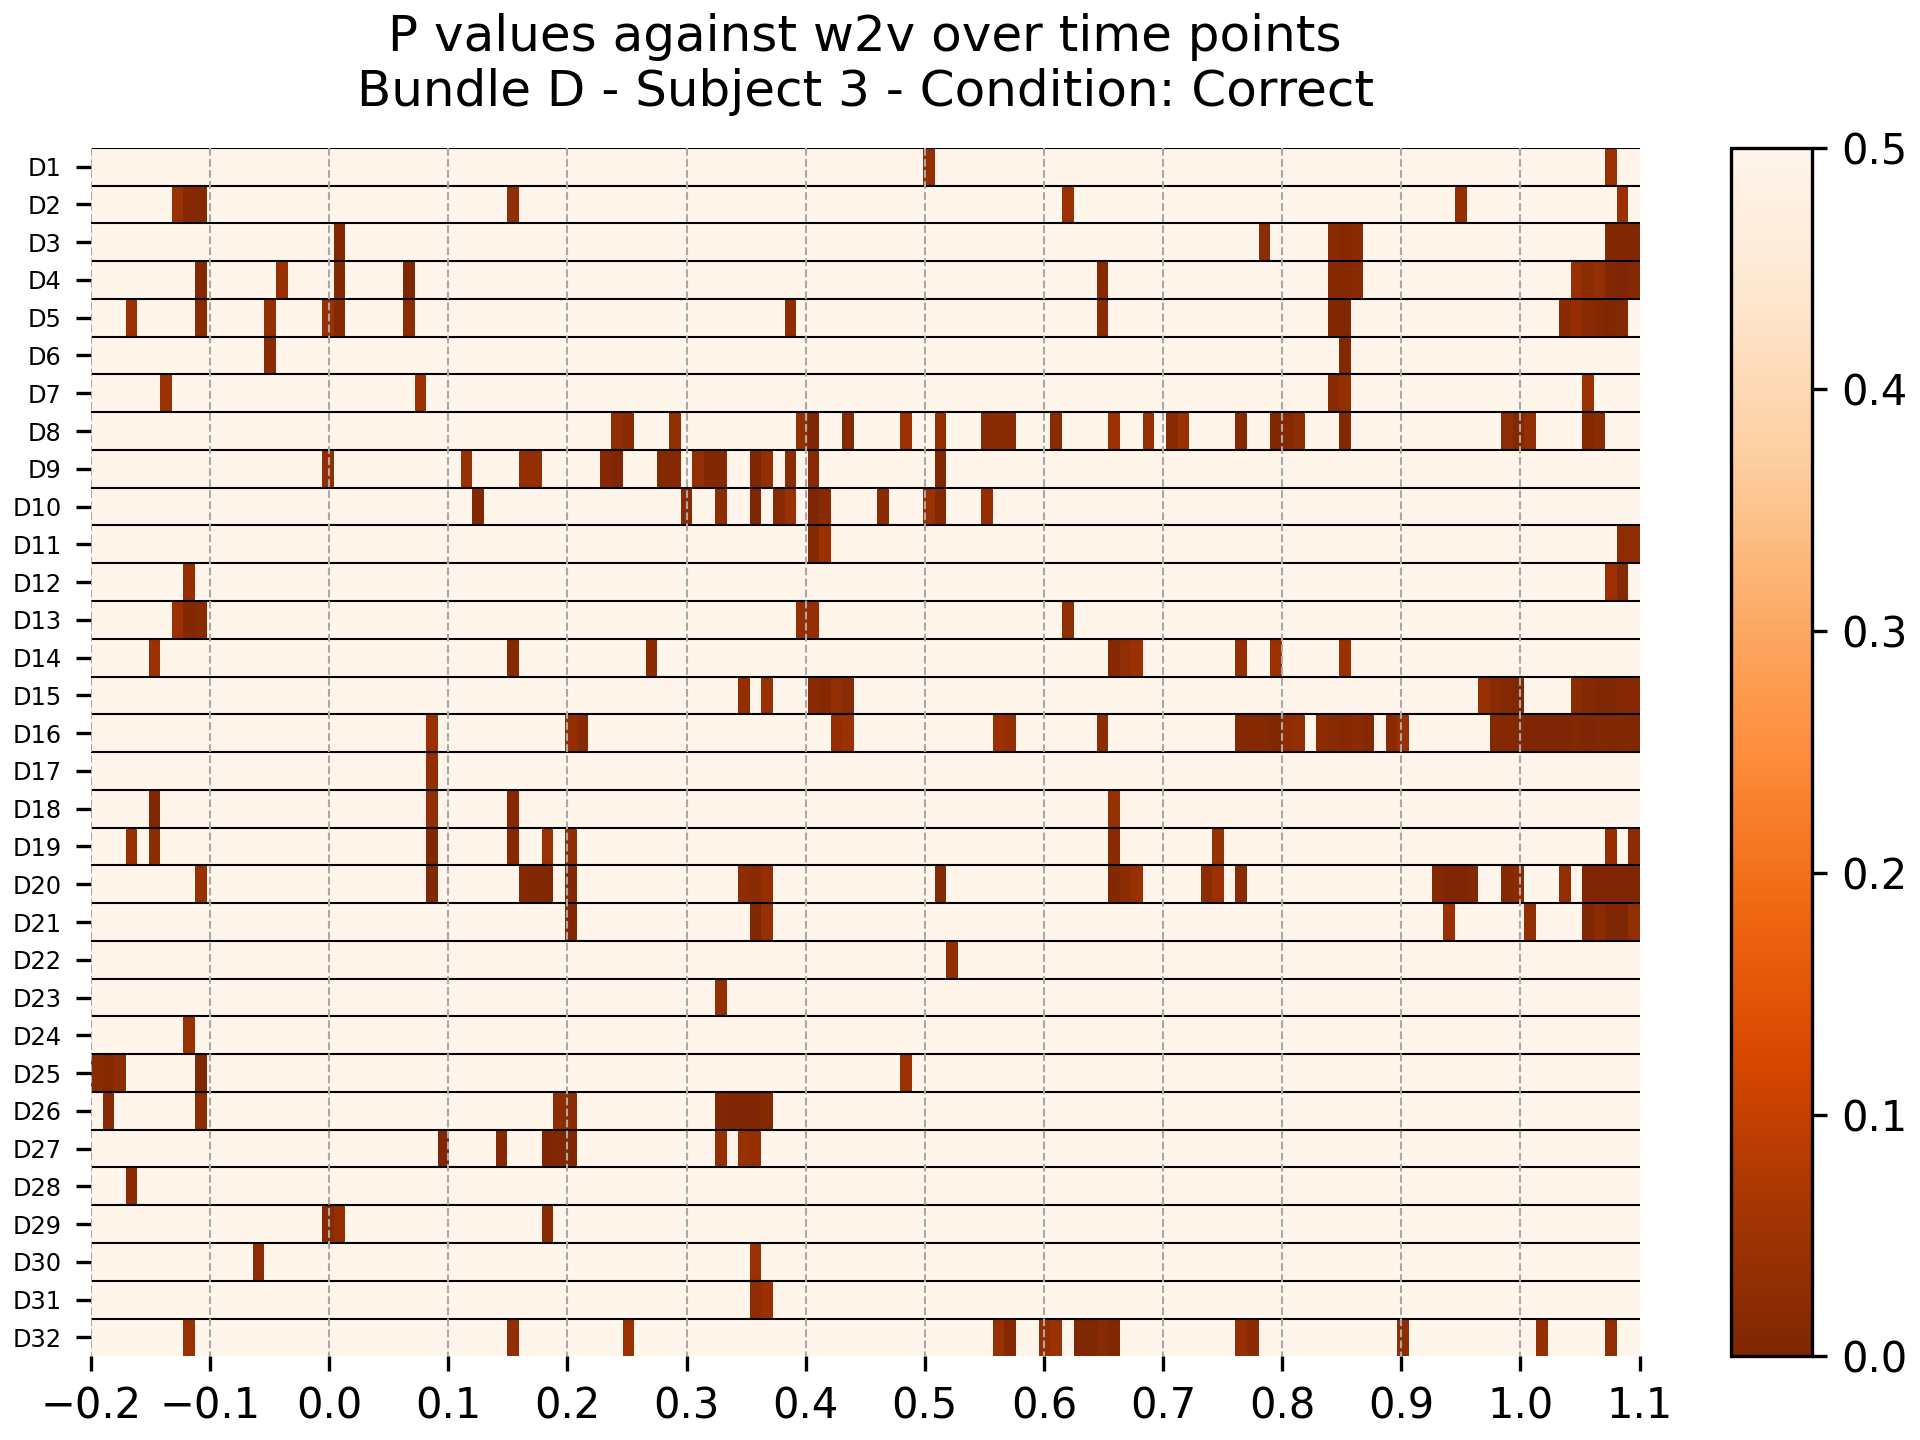 P values against w2v over time points
Bundle D - Subject 3 - Condition: Correct
D1
D2
D3
D4
D5
D6
D7
D8
D9
D10
D11
D12
D13
D14
D15
D16
D17
D18
D19
D20
D21
D22
D23
D24
D25
D26
D27
D28
D29
D30
D31
D32
−0.2 −0.1 0.0 0.1 0.2 0.3 0.4 0.5 0.6 0.7 0.8 0.9 1.0 1.1
0.5
0.4
0.3
0.2
0.1
0.0